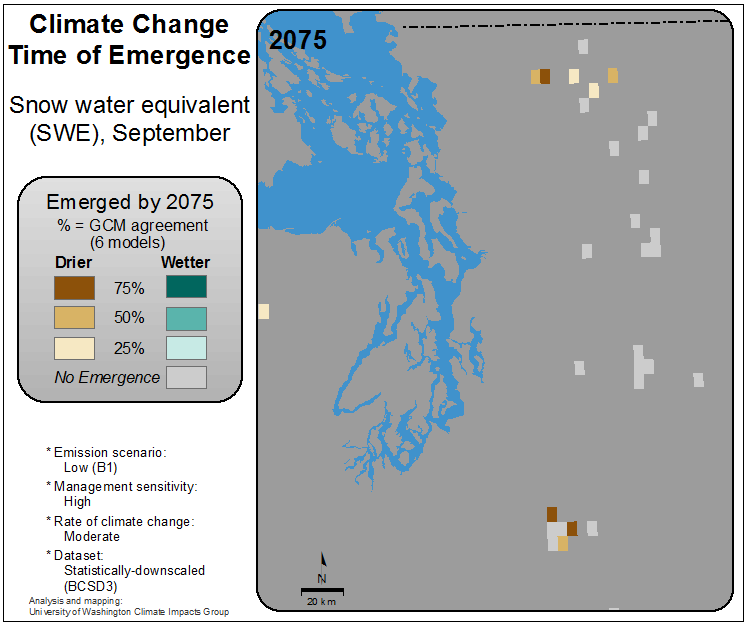 Climate Change
Time of Emergence
Snow water equivalent
(SWE), September
Emerged by 2075
% = GCM agreement
(6 models)
Drier Wetter
75%
50%
25%
No Emergence
* Emission scenario:
Low (B1)
* Management sensitivity:
High
* Rate of climate change:
Moderate
* Dataset:
Statistically-downscaled
(BCSD3)
Analysis and mapping:
University of Washington Climate Impacts Group
2075
N
20 km